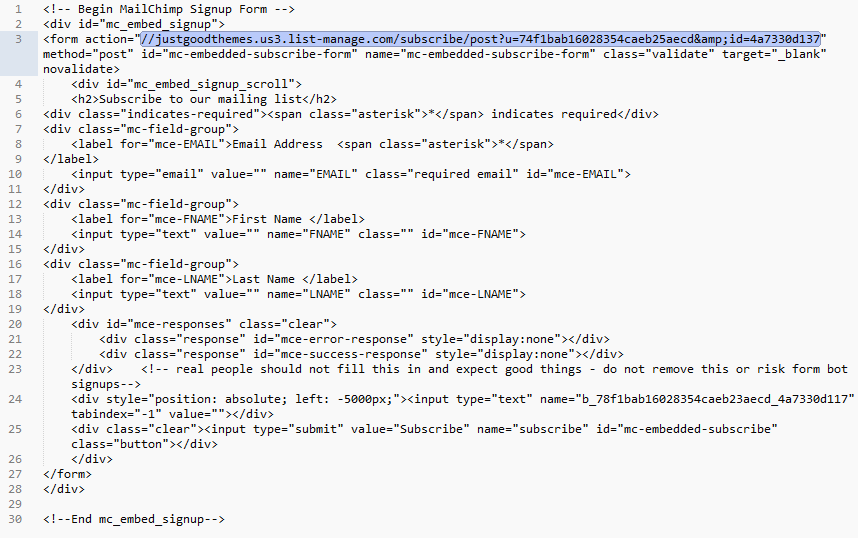 1 <!-- Begin MailChimp Signup Form -->
2 <div id="mc_embed_signup">
3 <form action="//justgoodthemes.us3.list-manage.com/subscribe/post?u=74f1bab16028354caeb25aecd&amp;id=4a7330d137"
method="post" id="mc-embedded-subscribe-form" name="mc-embedded-subscribe-form" class="validate" target="_blank"
novalidate>
4 <div id="mc_embed_signup_scroll">
5 <h2>Subscribe to our mailing list</h2>
6 <div class="indicates-required"><span class="asterisk">*</span> indicates required</div>
7 <div class="mc-field-group">
8 <label for="mce-EMAIL">Email Address  <span class="asterisk">*</span>
9 </label>
10 <input type="email" value="" name="EMAIL" class="required email" id="mce-EMAIL">
11 </div>
12 <div class="mc-field-group">
13 <label for="mce-FNAME">First Name </label>
14 <input type="text" value="" name="FNAME" class="" id="mce-FNAME">
15 </div>
16 <div class="mc-field-group">
17 <label for="mce-LNAME">Last Name </label>
18 <input type="text" value="" name="LNAME" class="" id="mce-LNAME">
19 </div>
20 <div id="mce-responses" class="clear">
21 <div class="response" id="mce-error-response" style="display:none"></div>
22 <div class="response" id="mce-success-response" style="display:none"></div>
23 </div>    <!-- real people should not fill this in and expect good things - do not remove this or risk form bot
signups-->
24 <div style="position: absolute; left: -5000px;"><input type="text" name="b_78f1bab16028354caeb23aecd_4a7330d117"
tabindex="-1" value=""></div>
25 <div class="clear"><input type="submit" value="Subscribe" name="subscribe" id="mc-embedded-subscribe"
class="button"></div>
26 </div>
27 </form>
28 </div>
29
30 <!--End mc_embed_signup-->